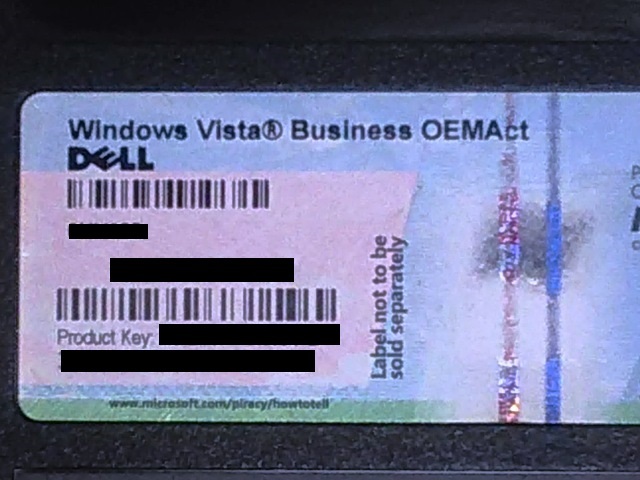 Windows Vista® Business OEMAct
DELL
Product Key:
Label not to be
sold separately
www.microsoft.com/piracy/howtotell